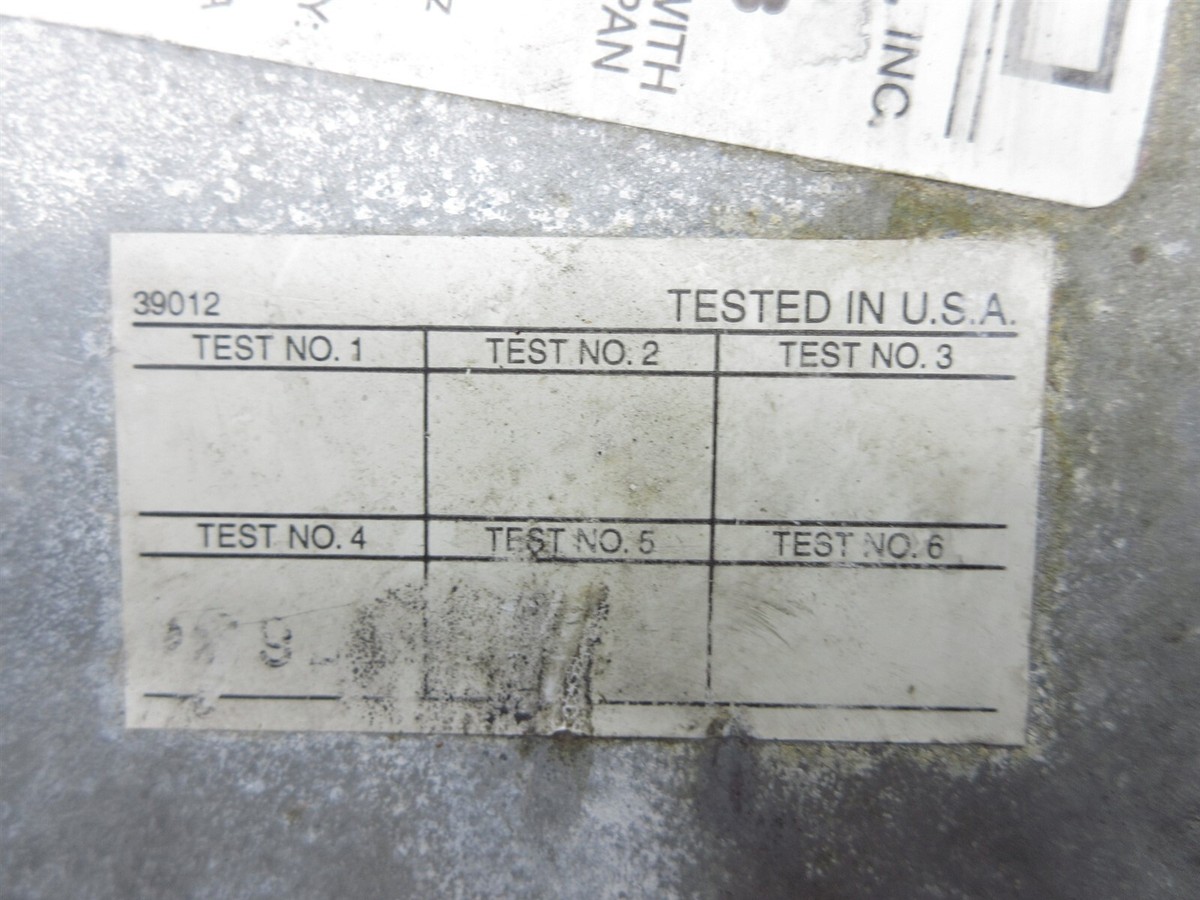 INC.
WITH
PAN
39012 TESTED IN U.S.A.
TEST NO. 1 TEST NO. 2 TEST NO. 3
TEST NO. 4 TEST NO. 5 TEST NO. 6